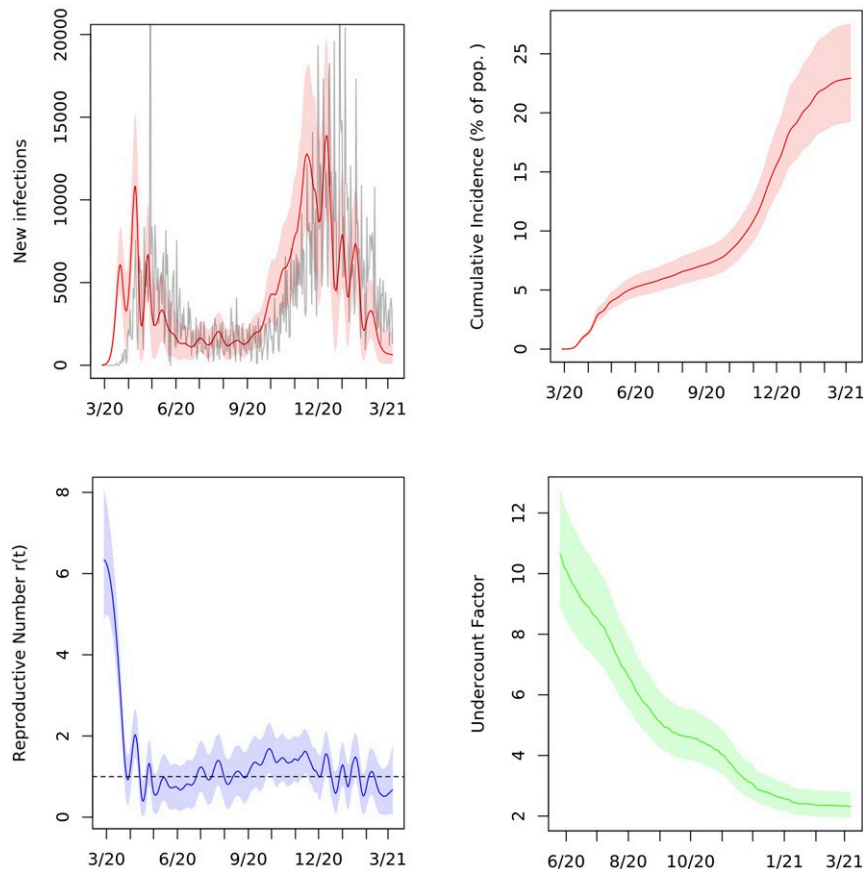 New infections
20000
15000
10000
5000
0
3/20 6/20 9/20 12/20 3/21
Cumulative Incidence (% of pop. )
25
20
15
10
5
0
3/20 6/20 9/20 12/20 3/21
Reproductive Number r(t)
8
6
4
2
0
3/20 6/20 9/20 12/20 3/21
Undercount Factor
12
10
8
6
4
2
6/20 8/20 10/20 1/21 3/21